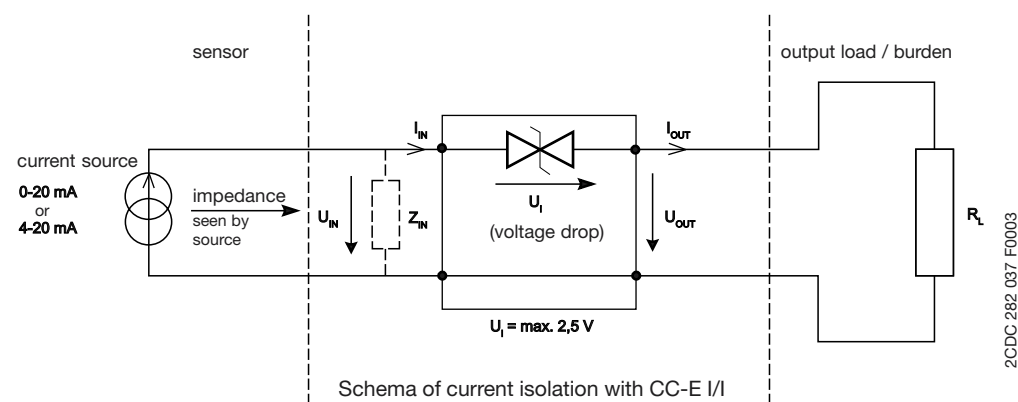 sensor
output load / burden
current source
0-20 mA
or
4-20 mA
impedance
seen by
source
I_IN
U_IN
Z_IN
U_I
(voltage drop)
I_OUT
U_OUT
R_L
U_I = max. 2,5 V
Schema of current isolation with CC-E I/I
2CDC 282 037 F0003